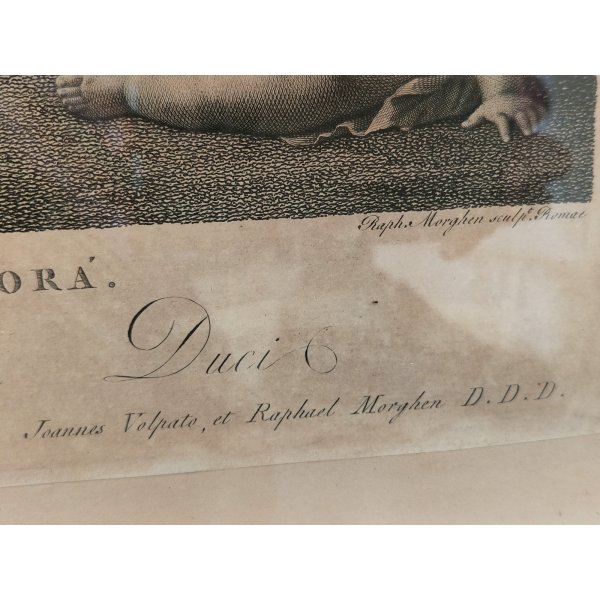 Raph. Morghen sculp.t Romae
ORÁ.
Duci
Joannes Volpato, et Raphael Morghen D. D. D.